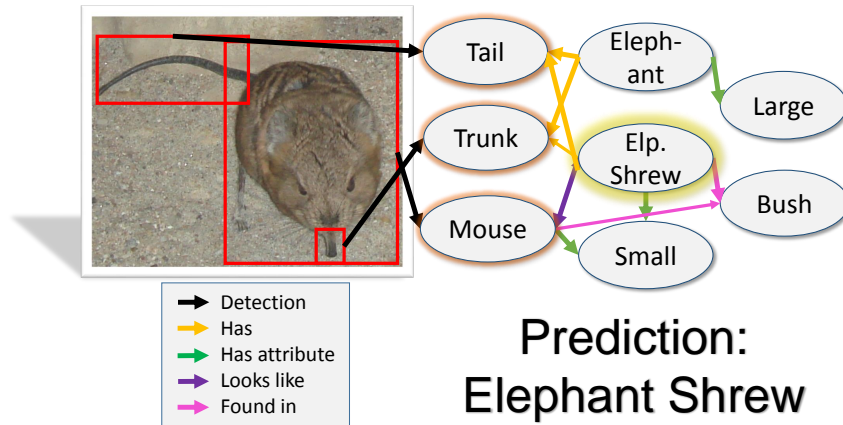 Tail
Eleph-
ant
Large
Trunk
Elp.
Shrew
Bush
Mouse
Small
Detection
Has
Has attribute
Looks like
Found in
Prediction:
Elephant Shrew